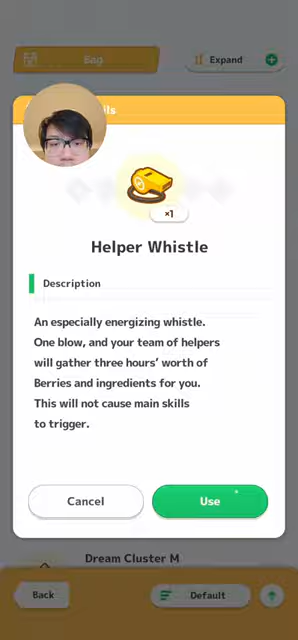 Bag
Expand
ls
×1
Helper Whistle
Description
An especially energizing whistle.
One blow, and your team of helpers
will gather three hours’ worth of
Berries and ingredients for you.
This will not cause main skills
to trigger.
Cancel
Use
Dream Cluster M
Back
Default